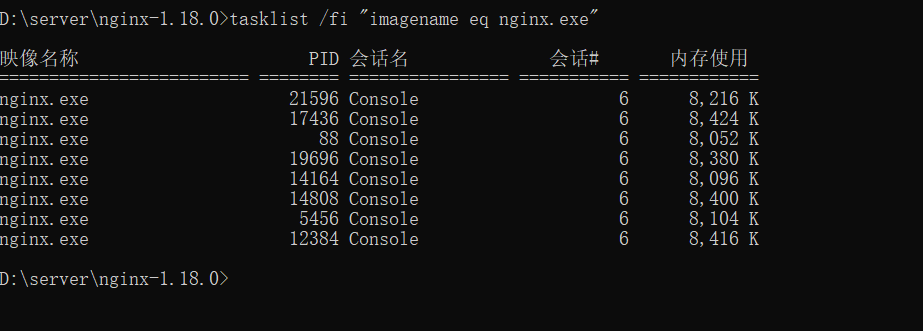 D:\server\nginx-1.18.0>tasklist /fi "imagename eq nginx.exe"
映像名称                       PID 会话名              会话#       内存使用
========================= ======== ================ =========== ============
nginx.exe                    21596 Console                    6      8,216 K
nginx.exe                    17436 Console                    6      8,424 K
nginx.exe                       88 Console                    6      8,052 K
nginx.exe                    19696 Console                    6      8,380 K
nginx.exe                    14164 Console                    6      8,096 K
nginx.exe                    14808 Console                    6      8,400 K
nginx.exe                     5456 Console                    6      8,104 K
nginx.exe                    12384 Console                    6      8,416 K
D:\server\nginx-1.18.0>